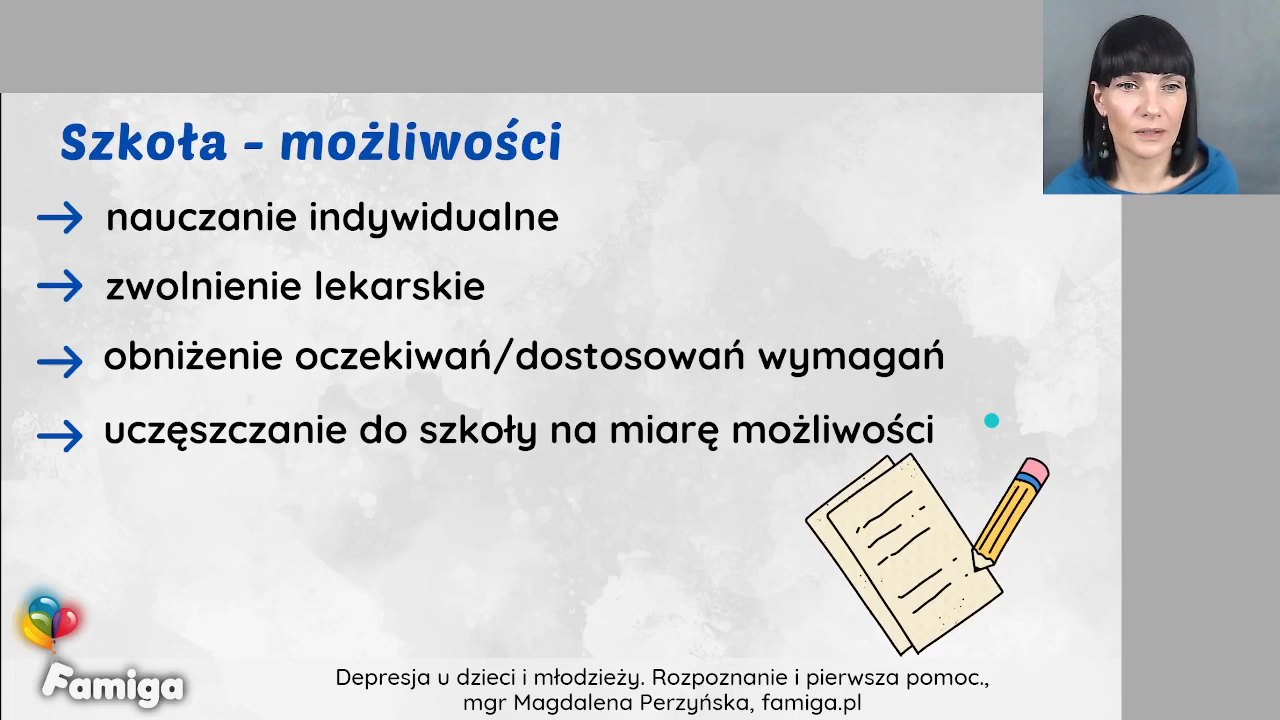 Szkoła - możliwości
→ nauczanie indywidualne
→ zwolnienie lekarskie
→ obniżenie oczekiwań/dostosowań wymagań
→ uczęszczanie do szkoły na miarę możliwości
Famiga
Depresja u dzieci i młodzieży. Rozpoznanie i pierwsza pomoc.,
mgr Magdalena Perzyńska, famiga.pl